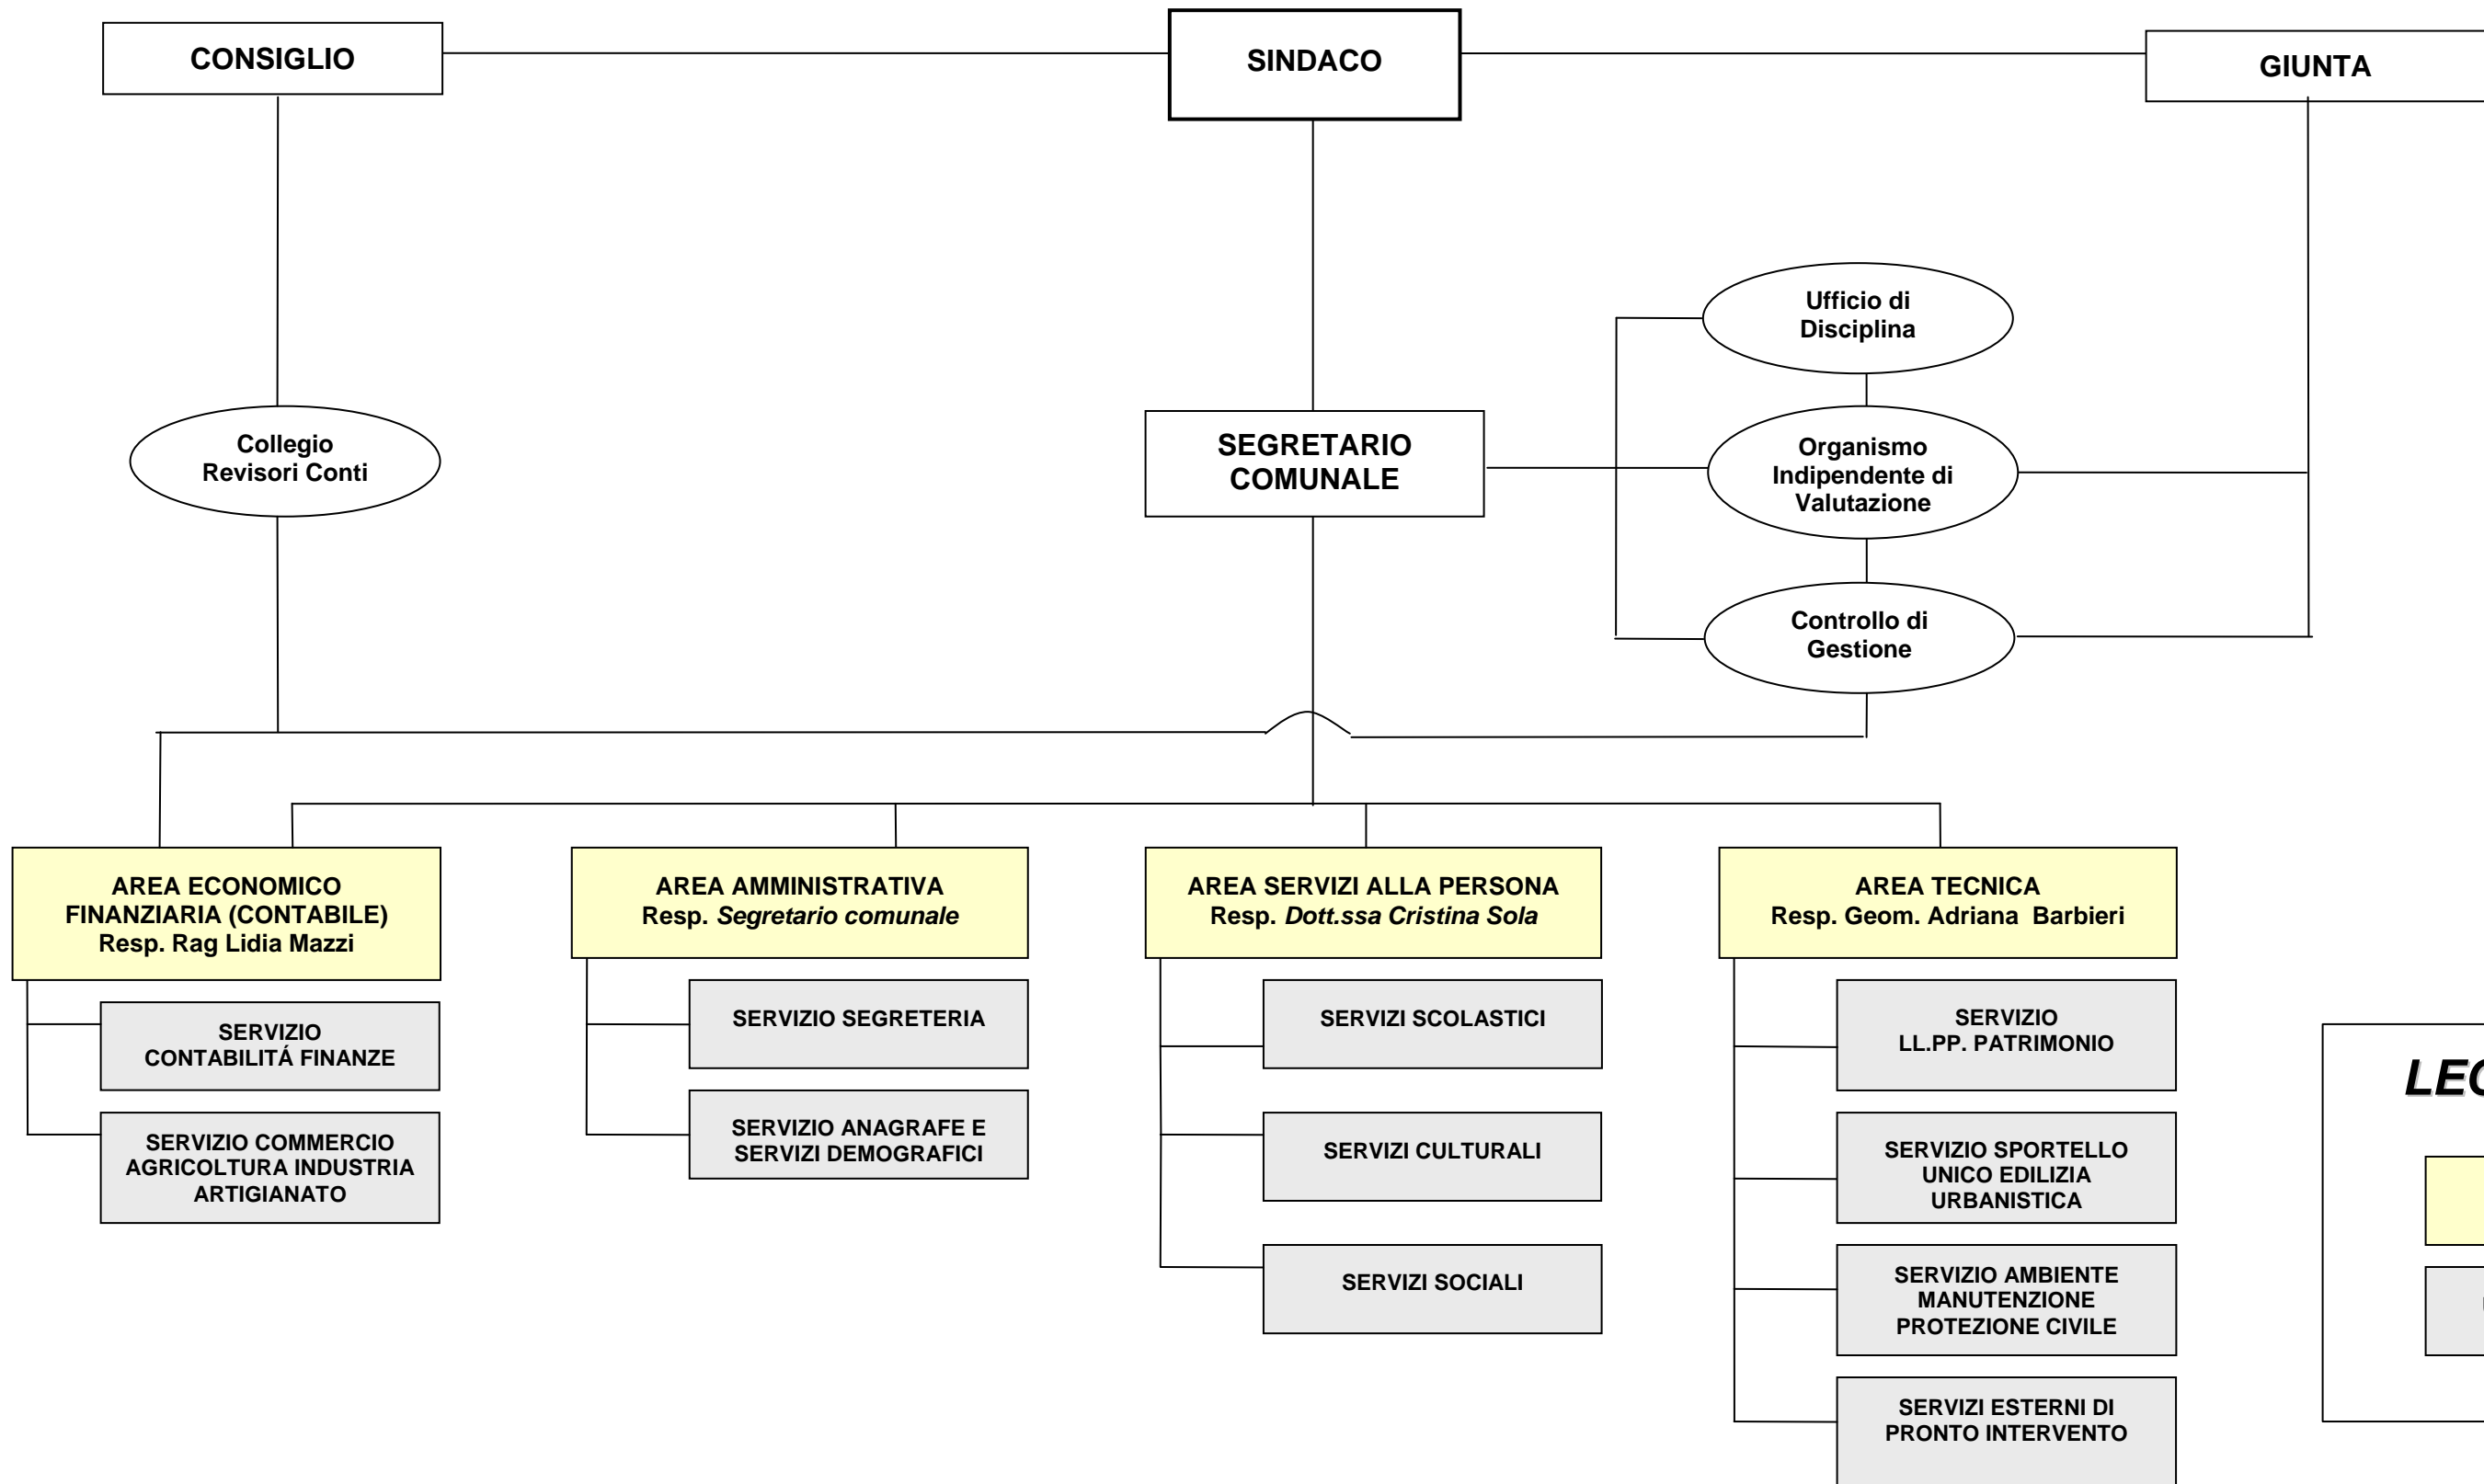 CONSIGLIO
SINDACO
GIUNTA
Ufficio di
Disciplina
Collegio
Revisori Conti
SEGRETARIO
COMUNALE
Organismo
Indipendente di
Valutazione
Controllo di
Gestione
AREA ECONOMICO
FINANZIARIA (CONTABILE)
Resp. Rag Lidia Mazzi
AREA AMMINISTRATIVA
Resp. Segretario comunale
AREA SERVIZI ALLA PERSONA
Resp. Dott.ssa Cristina Sola
AREA TECNICA
Resp. Geom. Adriana Barbieri
SERVIZIO
CONTABILITÁ FINANZE
SERVIZIO COMMERCIO
AGRICOLTURA INDUSTRIA
ARTIGIANATO
SERVIZIO SEGRETERIA
SERVIZIO ANAGRAFE E
SERVIZI DEMOGRAFICI
SERVIZI SCOLASTICI
SERVIZI CULTURALI
SERVIZI SOCIALI
SERVIZIO
LL.PP. PATRIMONIO
SERVIZIO SPORTELLO
UNICO EDILIZIA
URBANISTICA
SERVIZIO AMBIENTE
MANUTENZIONE
PROTEZIONE CIVILE
SERVIZI ESTERNI DI
PRONTO INTERVENTO